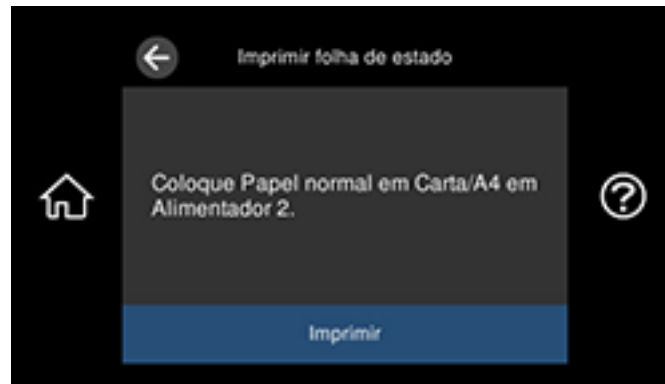 Imprimir folha de estado
Coloque Papel normal em Carta/A4 em
Alimentador 2.
Imprimir